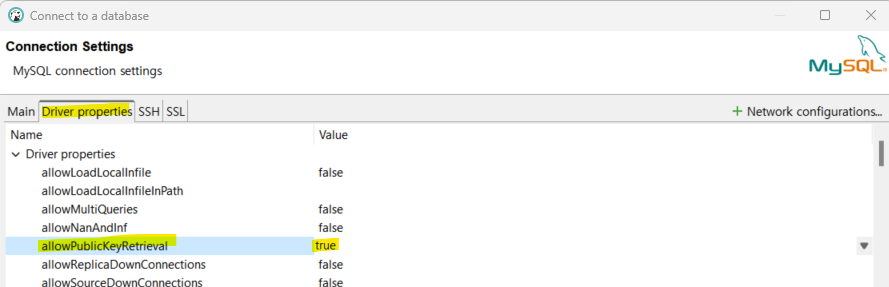 Connect to a database
Connection Settings
MySQL connection settings
MySQL
Main Driver properties SSH SSL + Network configurations...
Name Value
Driver properties
allowLoadLocalInfile false
allowLoadLocalInfileInPath
allowMultiQueries false
allowNanAndInf false
allowPublicKeyRetrieval true
allowReplicaDownConnections false
allowSourceDownConnections false